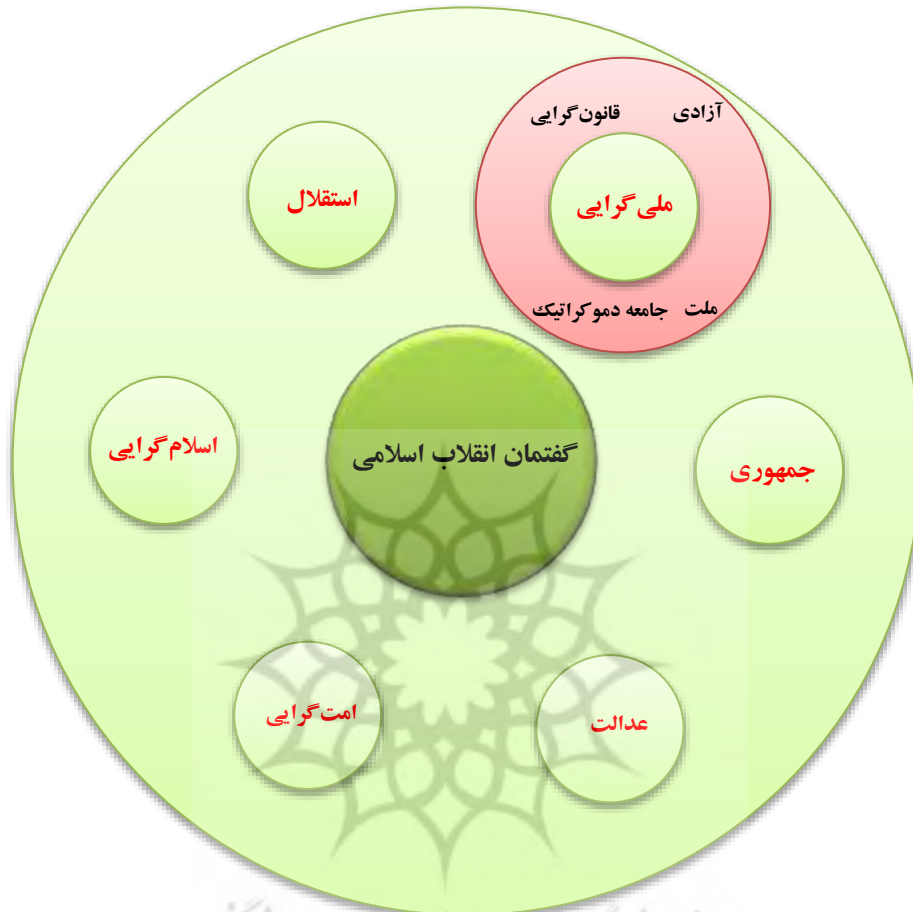 آزادی قانون‌گرایی
ملی‌گرایی
ملت جامعه دموکراتیک
استقلال
گفتمان انقلاب اسلامی
اسلام‌گرایی
جمهوری
امت‌گرایی
عدالت